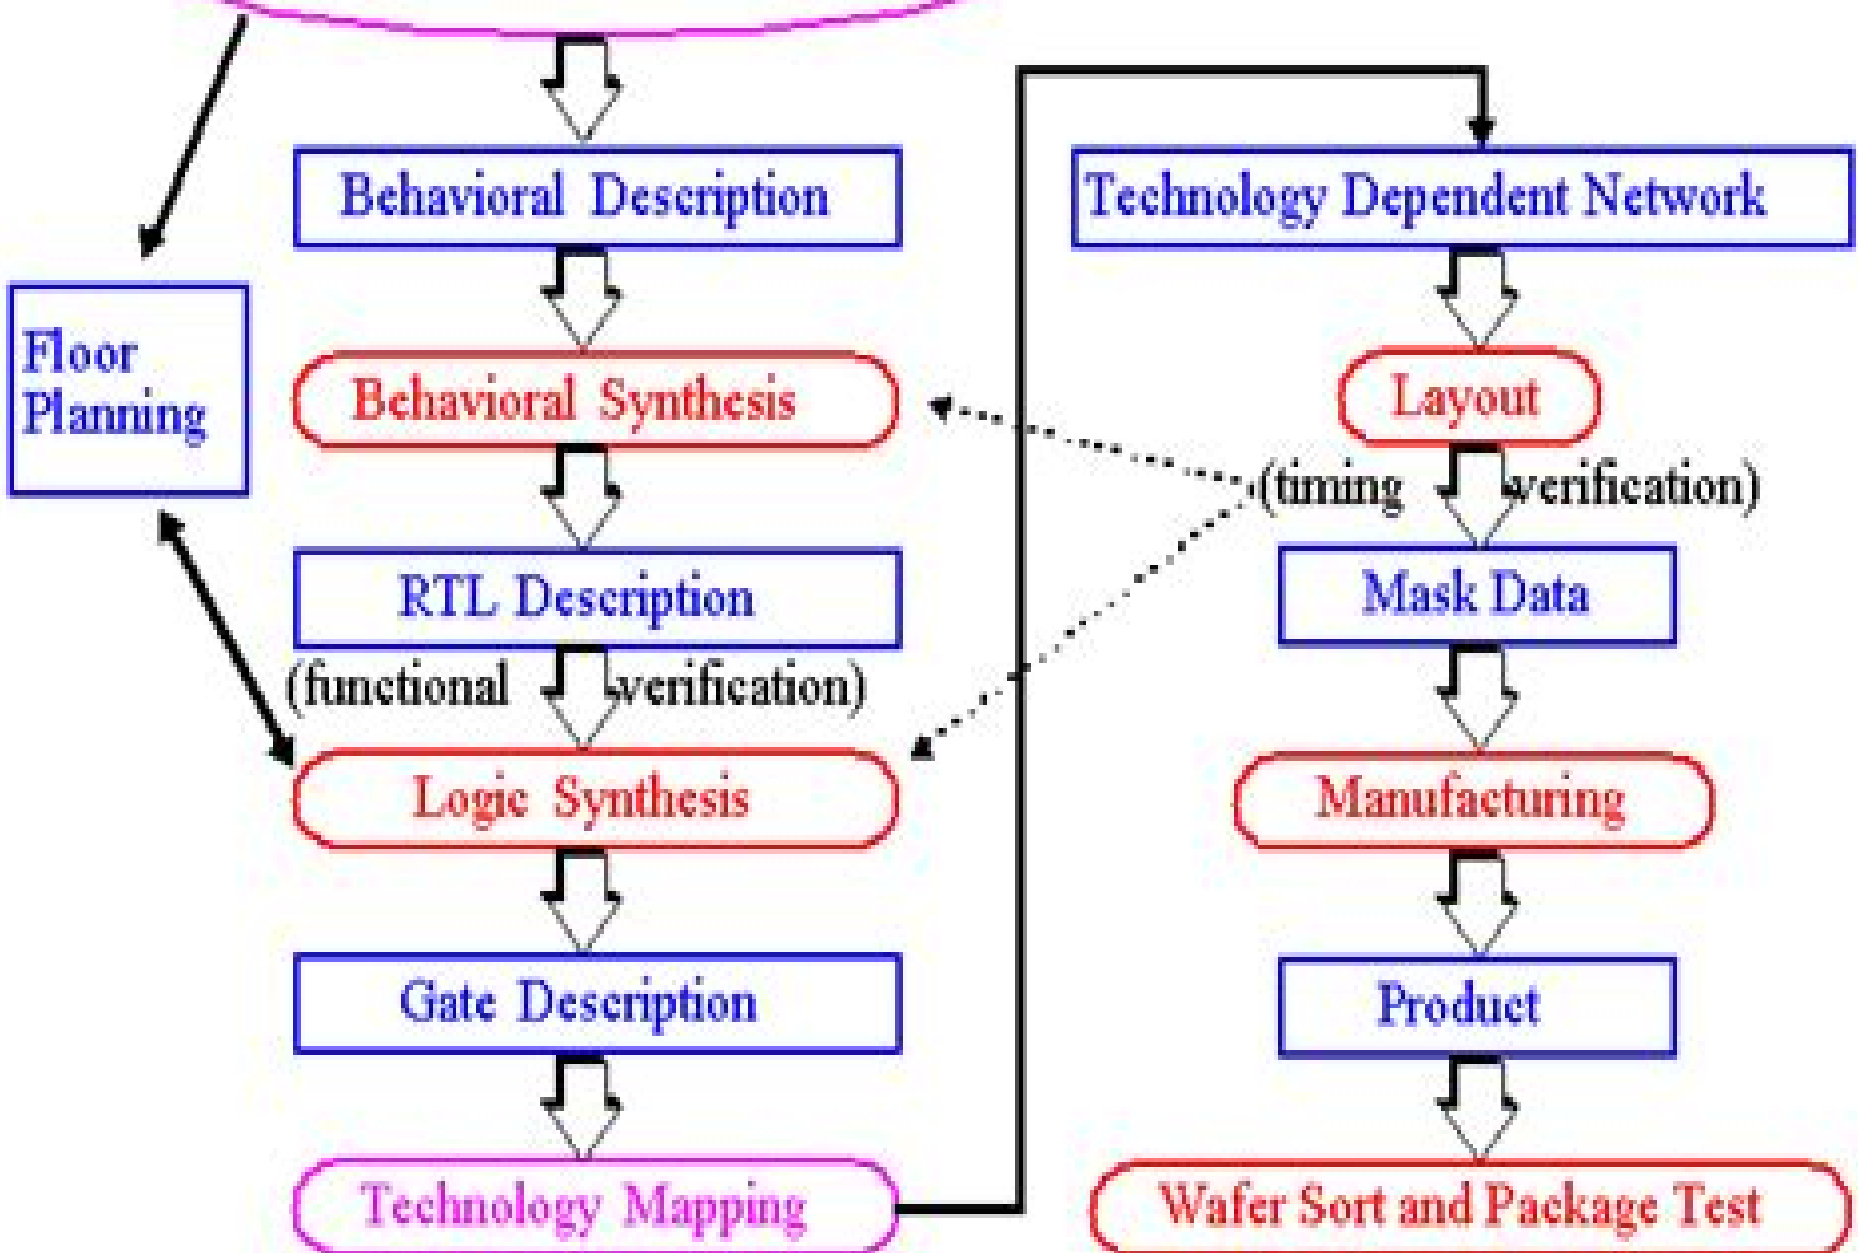 Behavioral Description
Technology Dependent Network
Floor
Planning
Behavioral Synthesis
Layout
(timing verification)
RTL Description
Mask Data
(functional verification)
Logic Synthesis
Manufacturing
Gate Description
Product
Technology Mapping
Wafer Sort and Package Test